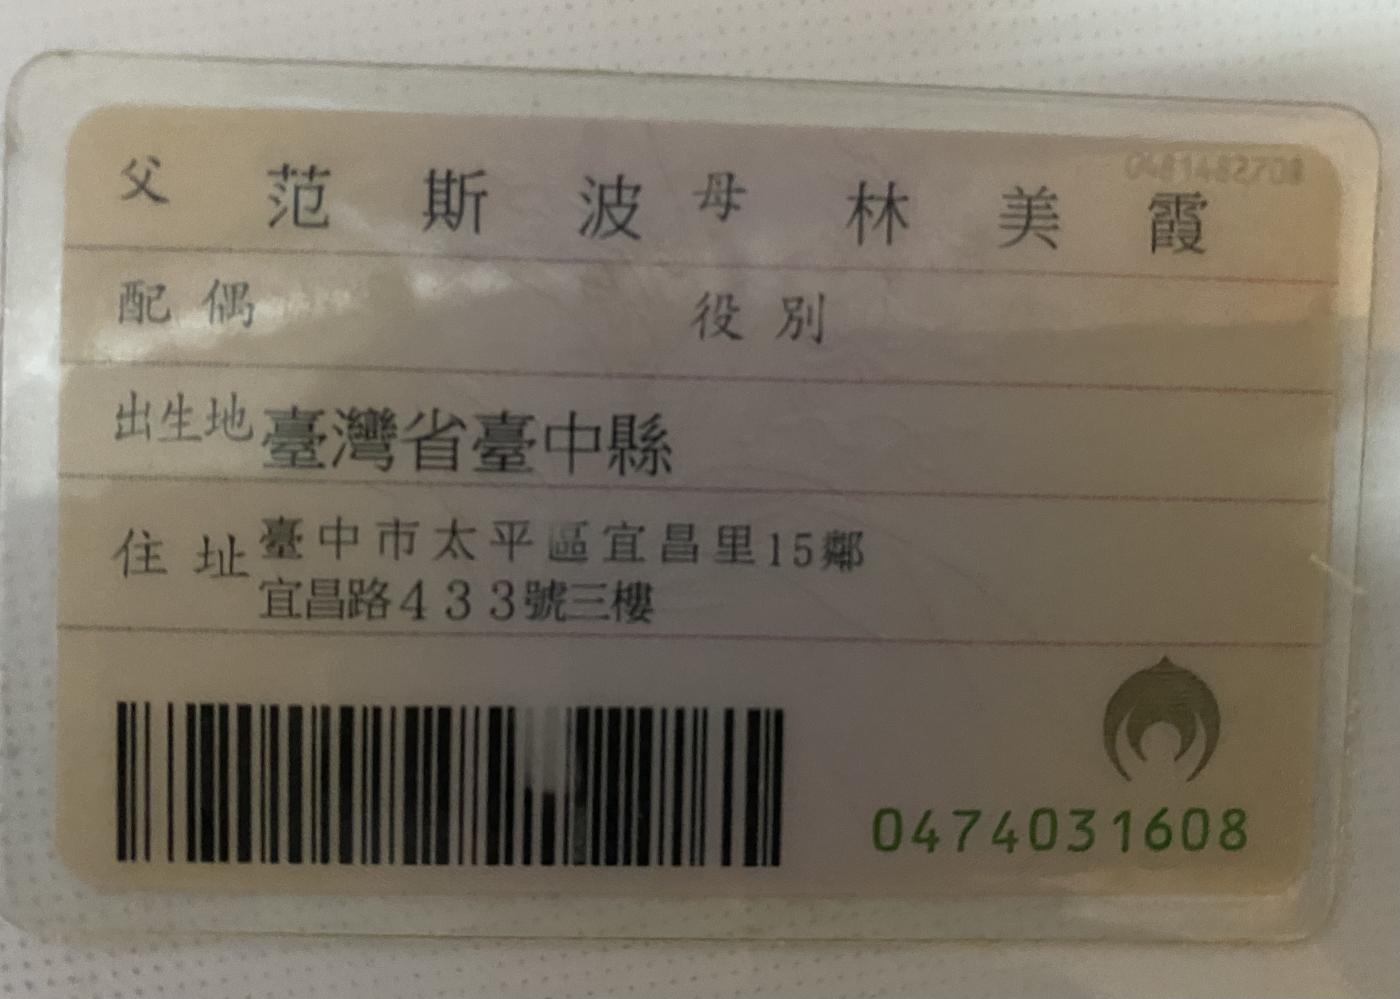 父 范斯波 母 林美霞
配偶 役別
出生地 臺灣省臺中縣
住址 臺中市太平區宜昌里15鄰
宜昌路433號三樓
0474031608